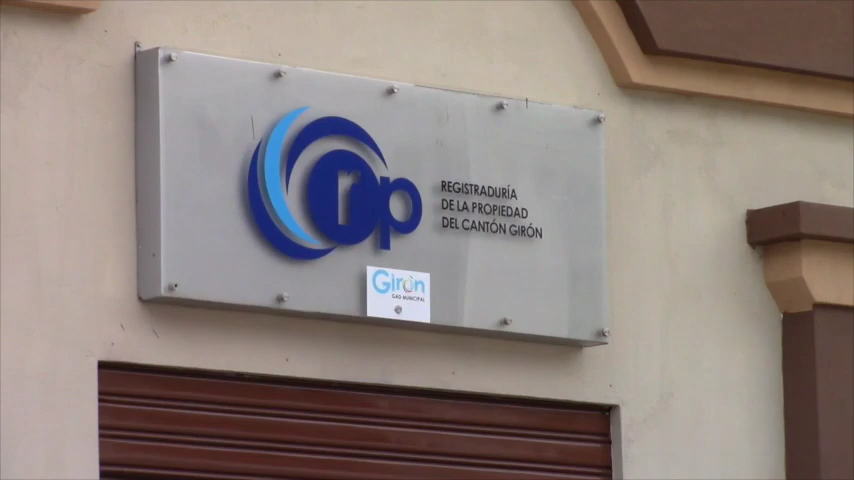 rp
REGISTRADURÍA
DE LA PROPIEDAD
DEL CANTÓN GIRÓN
Girón
GAD MUNICIPAL